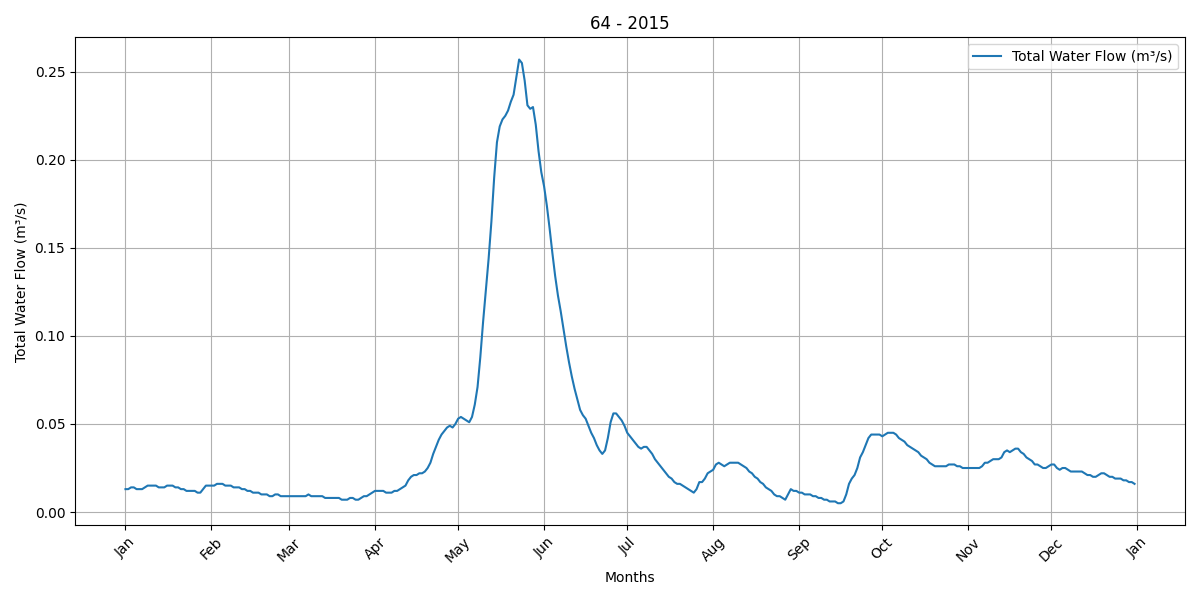 64 - 2015
Total Water Flow (m³/s)
Total Water Flow (m³/s)
0.25
0.20
0.15
0.10
0.05
0.00
Jan
Feb
Mar
Apr
May
Jun
Jul
Aug
Sep
Oct
Nov
Dec
Jan
Months